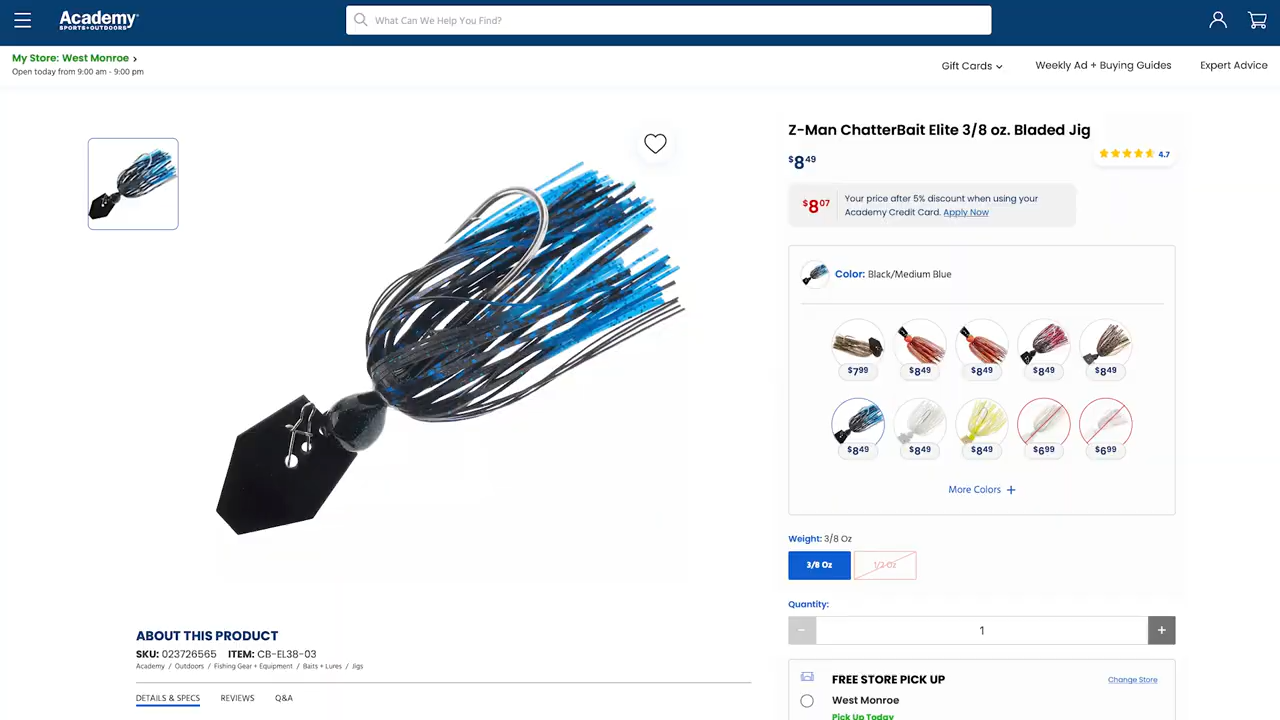 Academy
SPORTS+OUTDOORS
What Can We Help You Find?
My Store: West Monroe
Open today from 9:00 am - 9:00 pm
Gift Cards
Weekly Ad + Buying Guides
Expert Advice
Z-Man ChatterBait Elite 3/8 oz. Bladed Jig
$8 49
4.7
$8 07
Your price after 5% discount when using your
Academy Credit Card. Apply Now
Color: Black/Medium Blue
$7 99
$8 49
$8 49
$8 49
$8 49
$8 49
$8 49
$8 49
$6 99
$6 99
More Colors +
Weight: 3/8 Oz
3/8 Oz
1/2 Oz
Quantity:
- 1 +
ABOUT THIS PRODUCT
SKU: 023726565 ITEM: CB-EL38-03
Academy / Outdoors / Fishing Gear + Equipment / Baits + Lures / Jigs
DETAILS & SPECS
REVIEWS
Q&A
FREE STORE PICK UP
Change Store
West Monroe
Pick Up Today